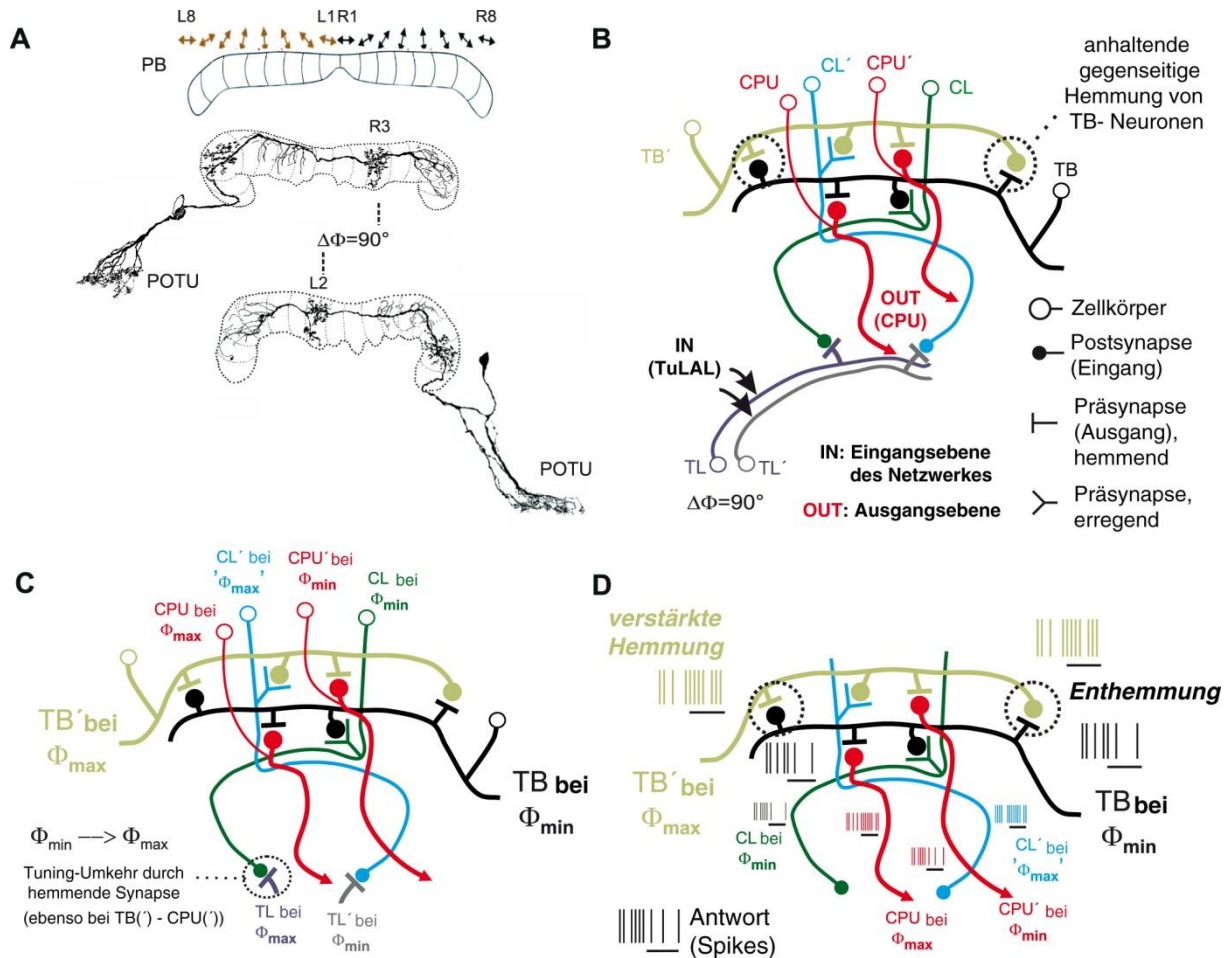 A
L8
L1
R1
R8
PB
R3
POTU
ΔΦ=90°
L2
POTU
B
CPU
CL´
CPU´
CL
anhaltende
gegenseitige
Hemmung von
TB- Neuronen
TB´
TB
OUT
(CPU)
IN
(TuLAL)
TL
TL´
ΔΦ=90°
IN: Eingangsebene
des Netzwerkes
OUT: Ausgangsebene
Zellkörper
Postsynapse
(Eingang)
Präsynapse
(Ausgang),
hemmend
Präsynapse,
erregend
C
CPU bei
Φmax
CL´ bei
'Φmax'
CPU´ bei
Φmin
CL bei
Φmin
TB´ bei
Φmax
TB bei
Φmin
Φmin --> Φmax
Tuning-Umkehr durch
hemmende Synapse
(ebenso bei TB(´) - CPU(´))
TL bei
Φmax
TL´ bei
Φmin
D
verstärkte
Hemmung
Enthemmung
TB´ bei
Φmax
TB bei
Φmin
CL bei
Φmin
CL´ bei
'Φmax'
CPU bei
Φmax
CPU´ bei
Φmin
Antwort
(Spikes)